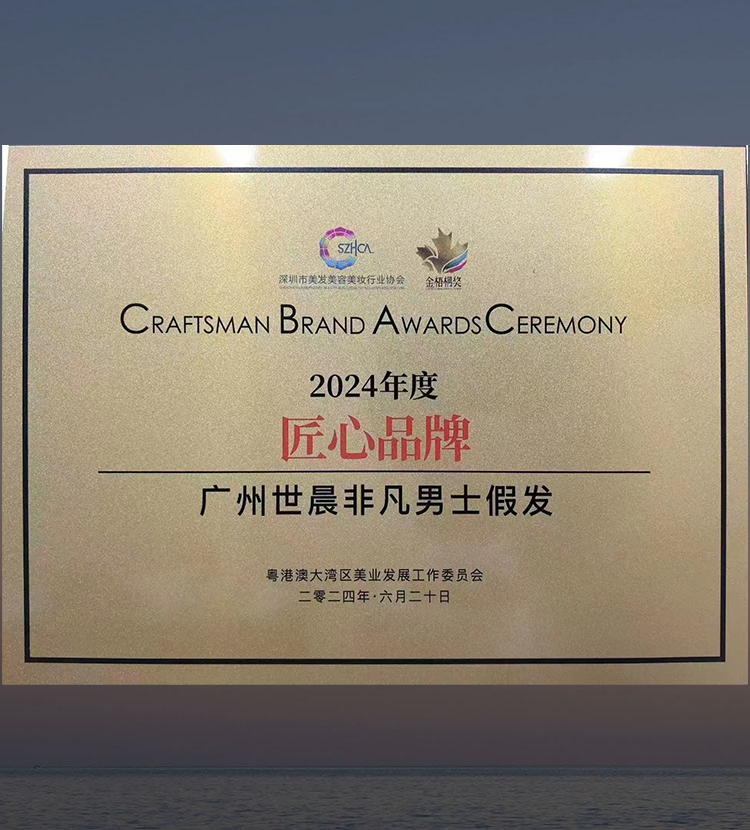 SZHCA
深圳市美发美容美妆行业协会
金梧桐奖
CRAFTSMAN BRAND AWARDS CEREMONY
2024年度
匠心品牌
广州世晨非凡男士假发
粤港澳大湾区美业发展工作委员会
二零二四年·六月二十日